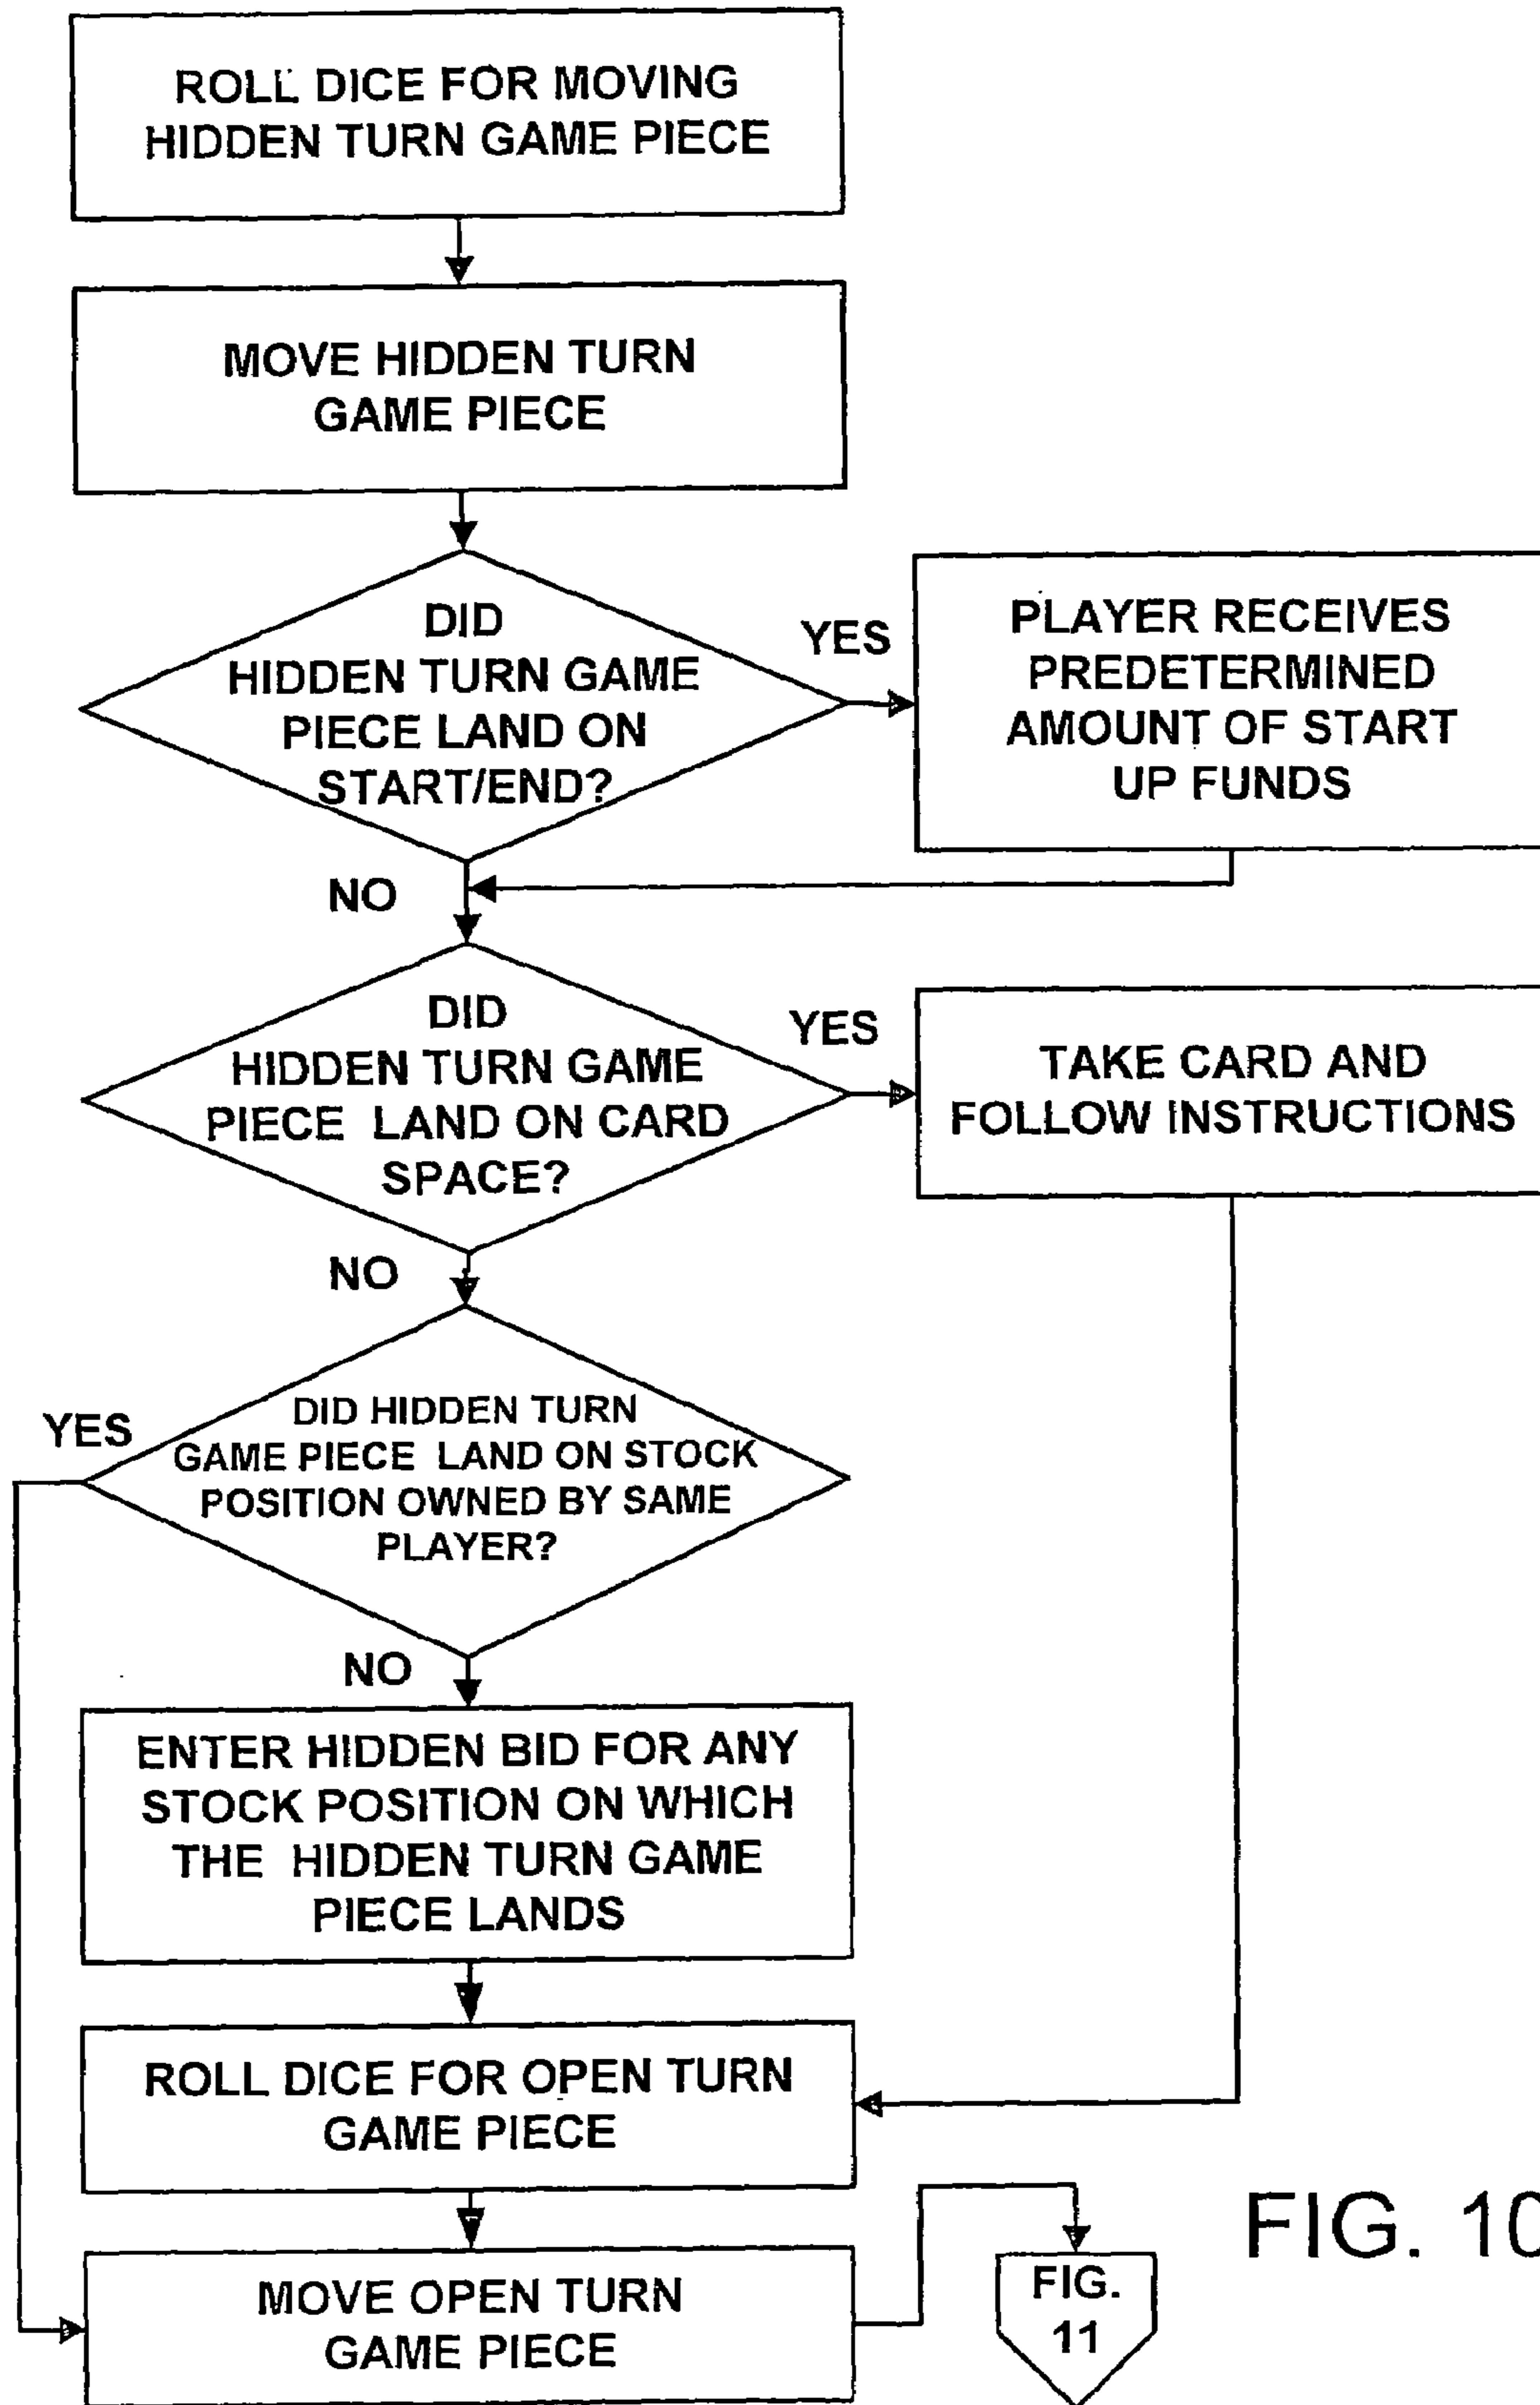 ROLL DICE FOR MOVING
HIDDEN TURN GAME PIECE
MOVE HIDDEN TURN
GAME PIECE
DID
HIDDEN TURN GAME
PIECE LAND ON
START/END?
YES
PLAYER RECEIVES
PREDETERMINED
AMOUNT OF START
UP FUNDS
NO
DID
HIDDEN TURN GAME
PIECE LAND ON CARD
SPACE?
YES
TAKE CARD AND
FOLLOW INSTRUCTIONS
NO
DID HIDDEN TURN
GAME PIECE LAND ON STOCK
POSITION OWNED BY SAME
PLAYER?
YES
NO
ENTER HIDDEN BID FOR ANY
STOCK POSITION ON WHICH
THE HIDDEN TURN GAME
PIECE LANDS
ROLL DICE FOR OPEN TURN
GAME PIECE
MOVE OPEN TURN
GAME PIECE
FIG.
11
FIG. 10